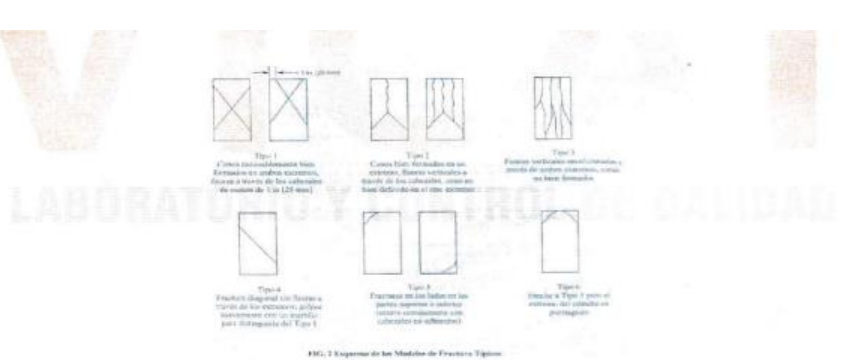 1 in [25 mm]
Tipo 1
Conos razonablemente bien
formados en ambos extremos,
fisuras a través de los cabezales
de menos de 1 in [25 mm]
Tipo 2
Conos bien formados en un
extremo, fisuras verticales a
través de los cabezales, cono no
bien definido en el otro extremo
Tipo 3
Fisuras verticales a
través de ambos extremos, conos
no bien formados
Tipo 4
Fractura diagonal sin fisuras a
través de los extremos; golpee
suavemente con un martillo
para distinguirla del Tipo 1
Tipo 5
Fracturas en los lados en las
partes superior o inferior
(ocurre comúnmente con
cabezales no adheridos)
Tipo 6
Similar a Tipo 5 pero el
extremo del cilindro es
puntiagudo
LABORATORIO Y CONTROL DE CALIDAD
FIG. 2 Esquema de los Modelos de Fractura Típicos